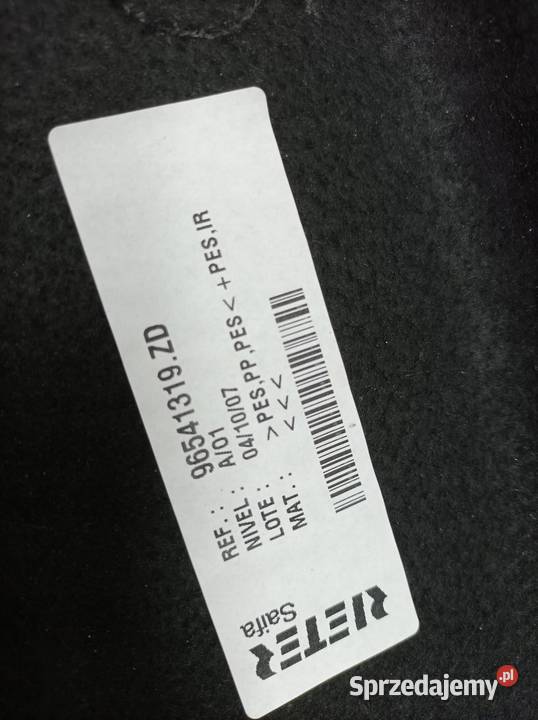 REF.: 96541319.ZD
NIVEL: A/01
LOTE: 04/10/07
MAT.: >PES,PP,PES<+PES,IR
<<<
RIETER
Saifa
Sprzedajemy.pl